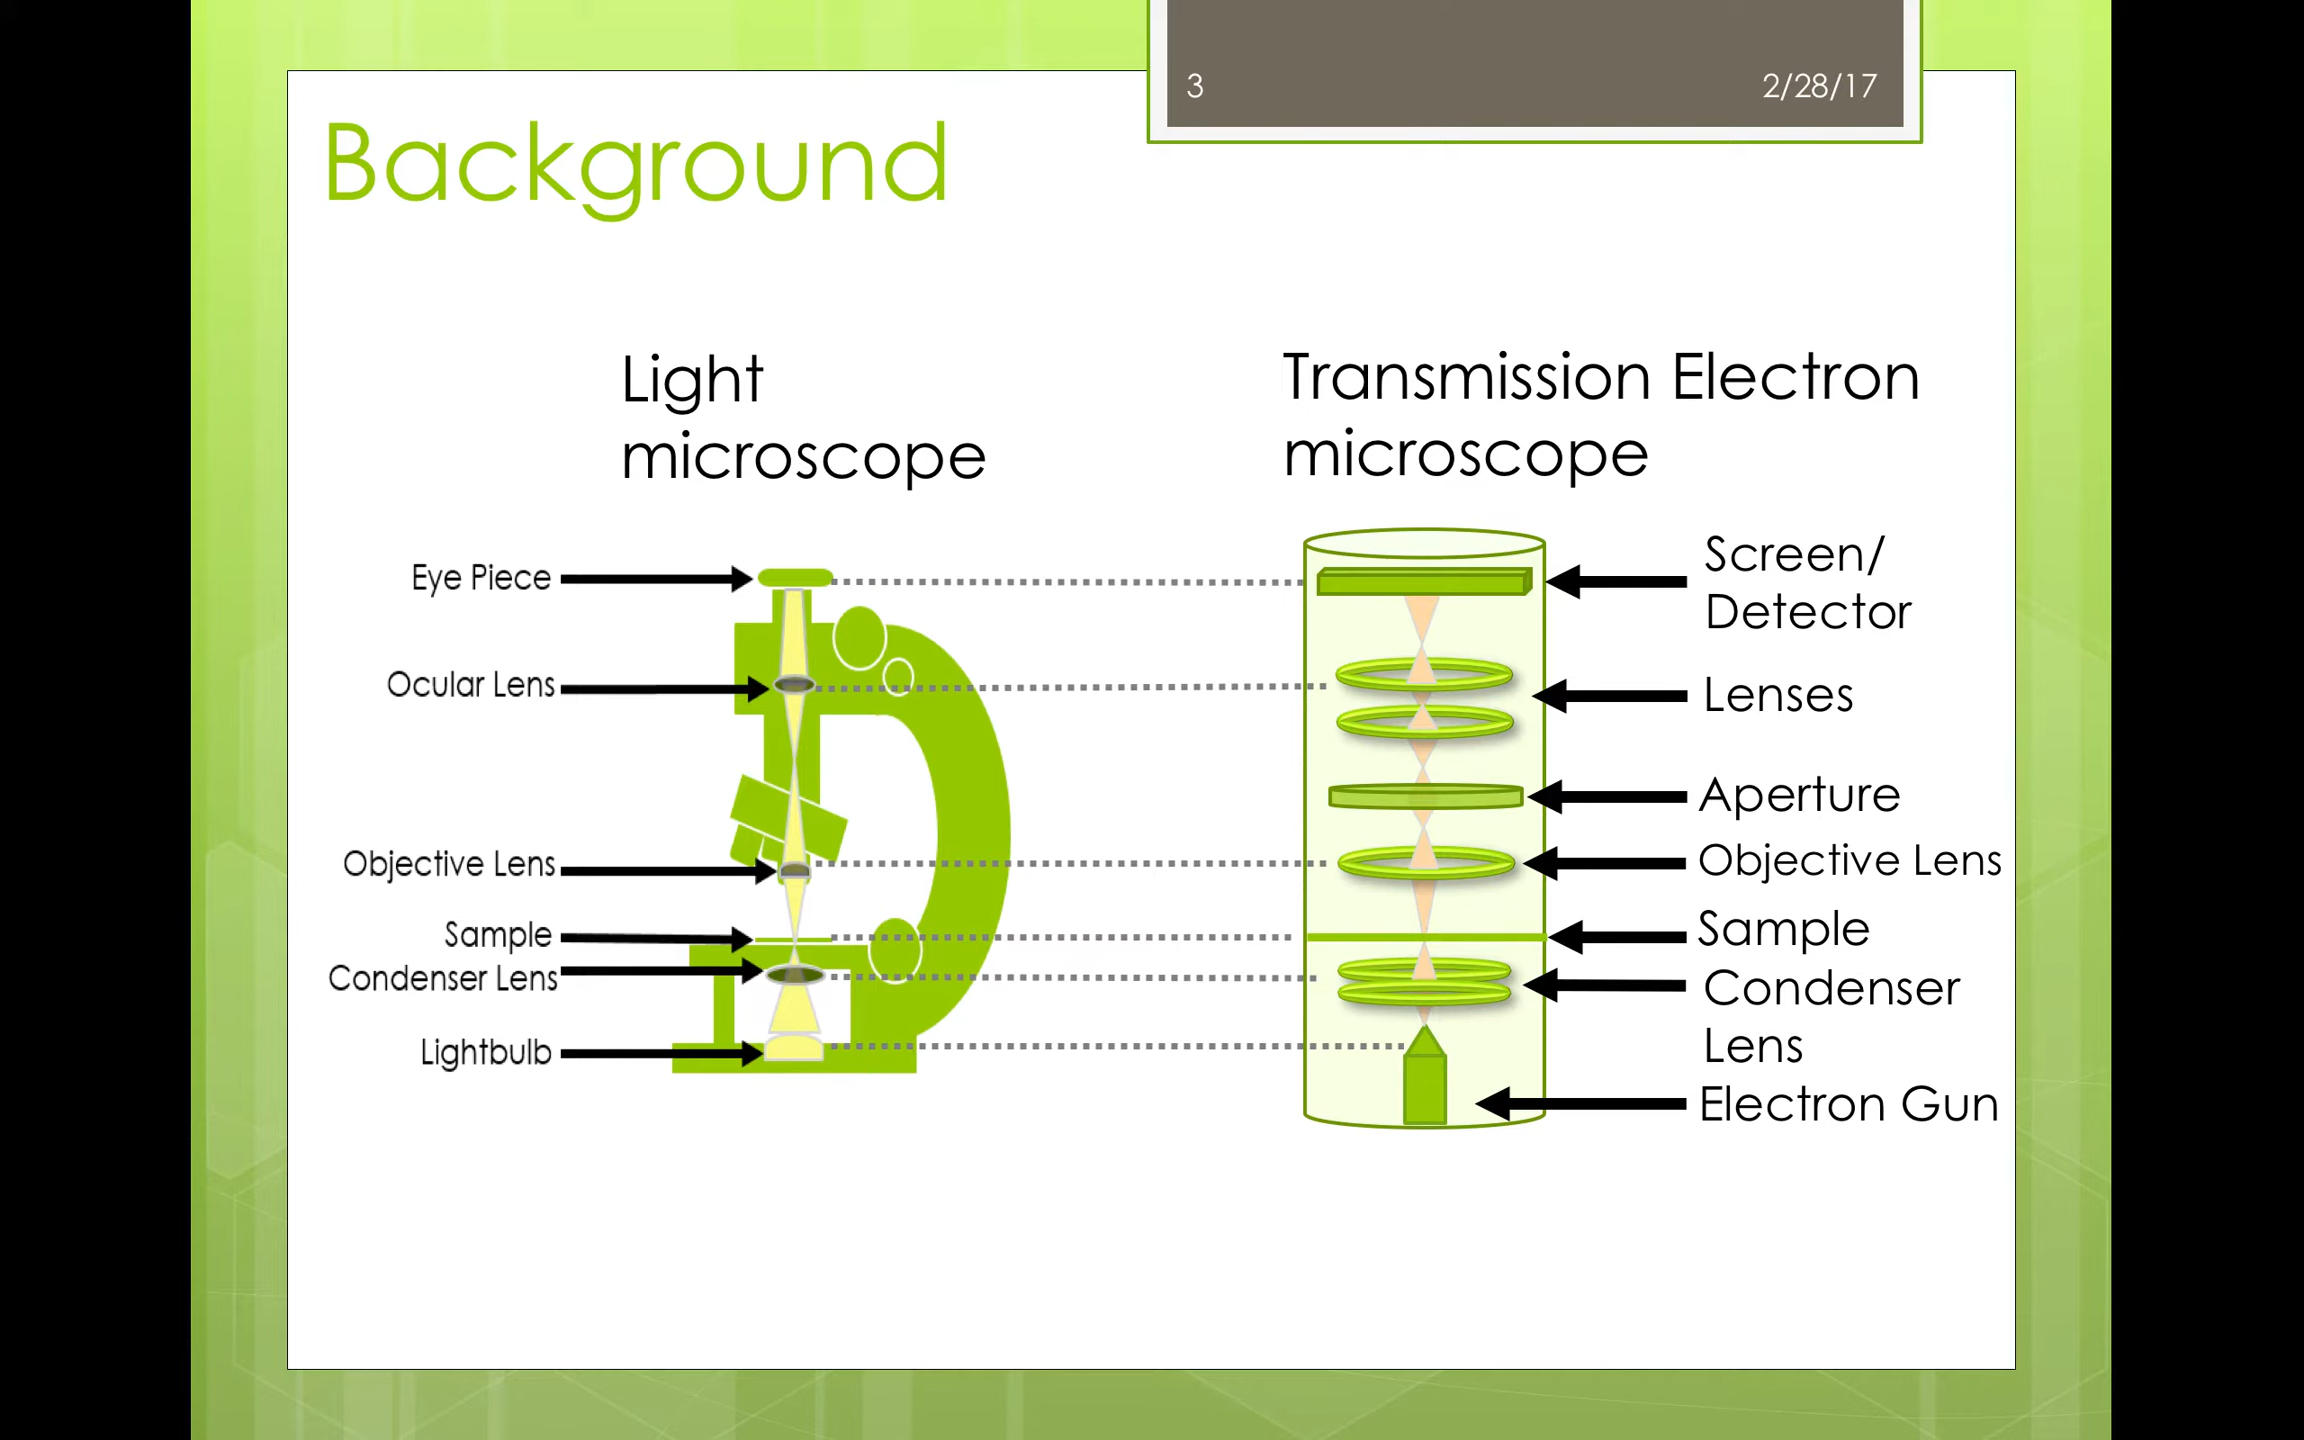 3
2/28/17
Background
Light
microscope
Transmission Electron
microscope
Eye Piece
Ocular Lens
Objective Lens
Sample
Condenser Lens
Lightbulb
Screen/
Detector
Lenses
Aperture
Objective Lens
Sample
Condenser
Lens
Electron Gun